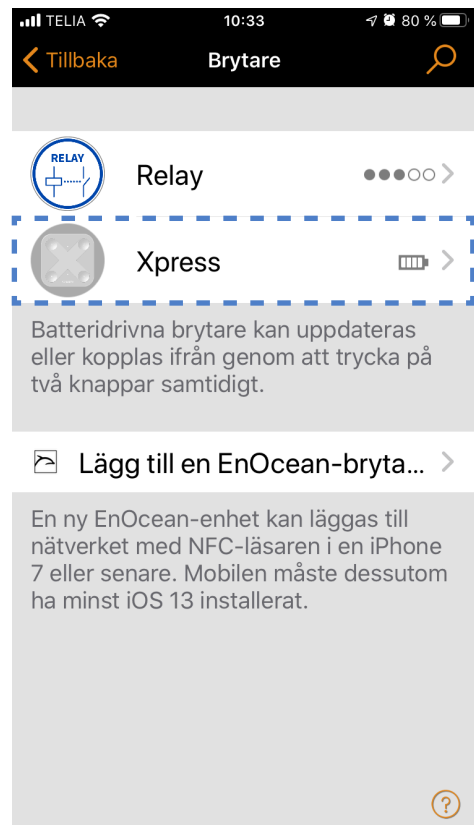 TELIA 10:33 80 %
Tillbaka Brytare
RELAY
Relay
Xpress
Batteridrivna brytare kan uppdateras
eller kopplas ifrån genom att trycka på
två knappar samtidigt.
Lägg till en EnOcean-bryta...
En ny EnOcean-enhet kan läggas till
nätverket med NFC-läsaren i en iPhone
7 eller senare. Mobilen måste dessutom
ha minst iOS 13 installerat.
?